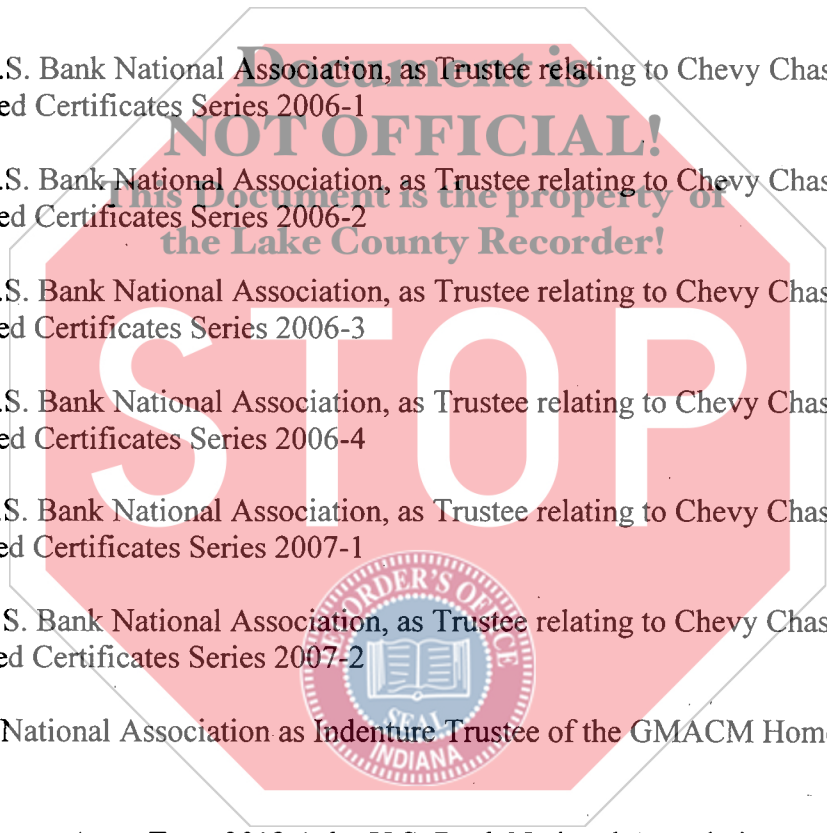 .S. Bank National Association, as Trustee relating to Chevy Chas
Document is
ed Certificates Series 2006-1
NOT OFFICIAL!
.S. Bank National Association, as Trustee relating to Chevy Chas
This Document is the property of
ed Certificates Series 2006-2
the Lake County Recorder!
.S. Bank National Association, as Trustee relating to Chevy Chas
ed Certificates Series 2006-3
STOP
.S. Bank National Association, as Trustee relating to Chevy Chas
ed Certificates Series 2006-4
.S. Bank National Association, as Trustee relating to Chevy Chas
ed Certificates Series 2007-1
RECORDER'S OFFICE
S. Bank National Association, as Trustee relating to Chevy Chas
ed Certificates Series 2007-2
SEAL
National Association as Indenture Trustee of the GMACM Hom
INDIANA